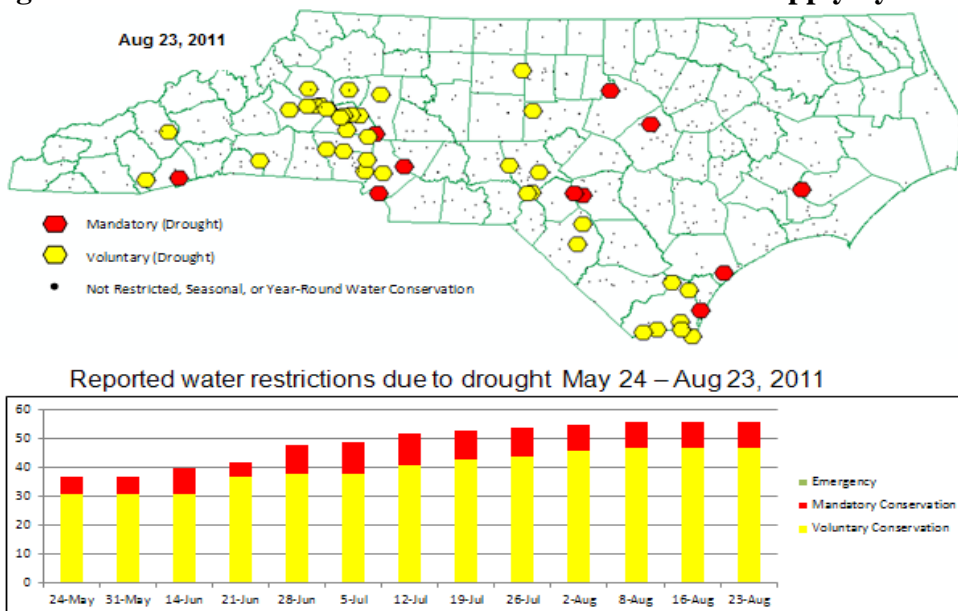 Aug 23, 2011
Mandatory (Drought)
Voluntary (Drought)
Not Restricted, Seasonal, or Year-Round Water Conservation
Reported water restrictions due to drought May 24 – Aug 23, 2011
60
50
40
30
20
10
0
24-May 31-May 14-Jun 21-Jun 28-Jun 5-Jul 12-Jul 19-Jul 26-Jul 2-Aug 8-Aug 16-Aug 23-Aug
Emergency
Mandatory Conservation
Voluntary Conservation